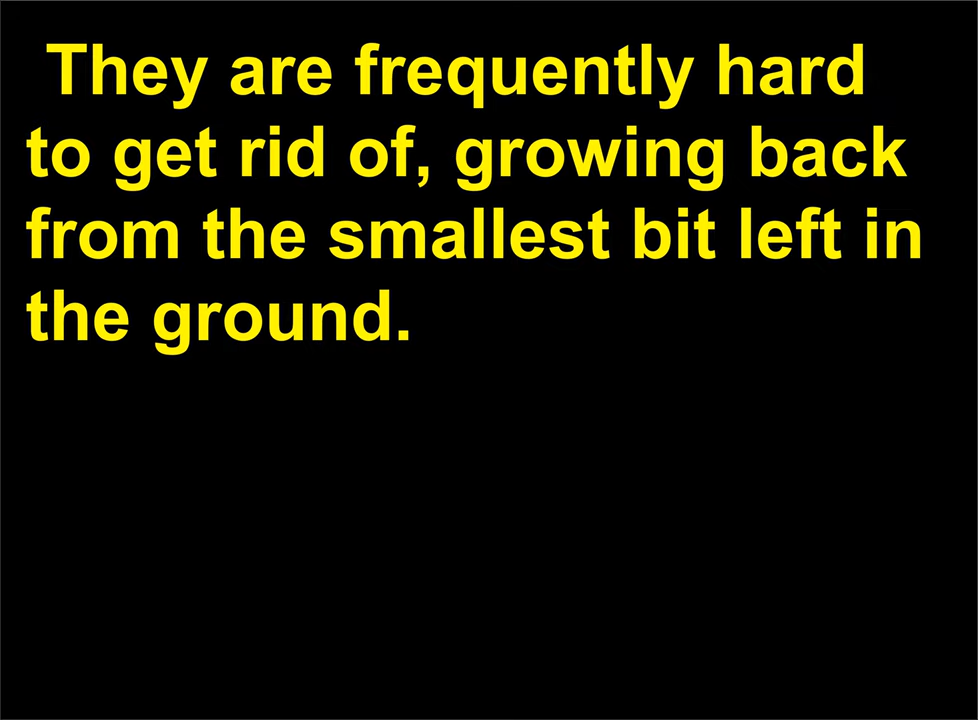 They are frequently hard
to get rid of, growing back
from the smallest bit left in
the ground.